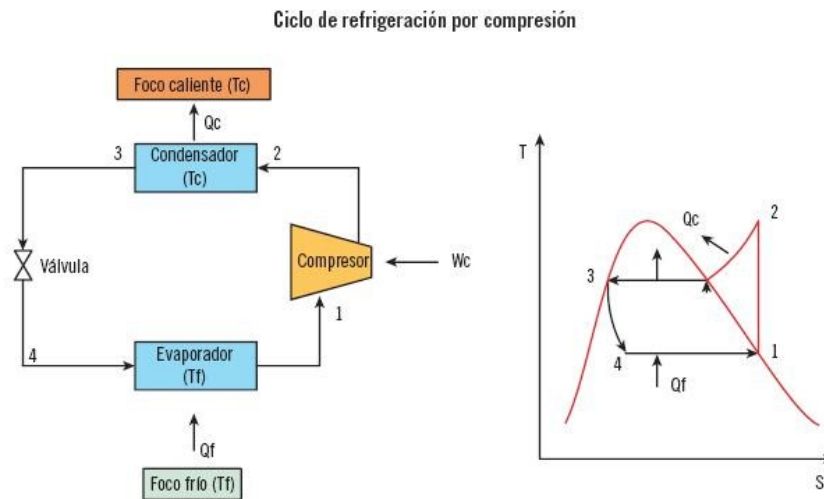 Ciclo de refrigeración por compresión
Foco caliente (Tc)
Qc
3
Condensador
(Tc)
2
Válvula
Compresor
Wc
1
4
Evaporador
(Tf)
Qf
Foco frío (Tf)
T
Qc
2
3
1
4
Qf
S